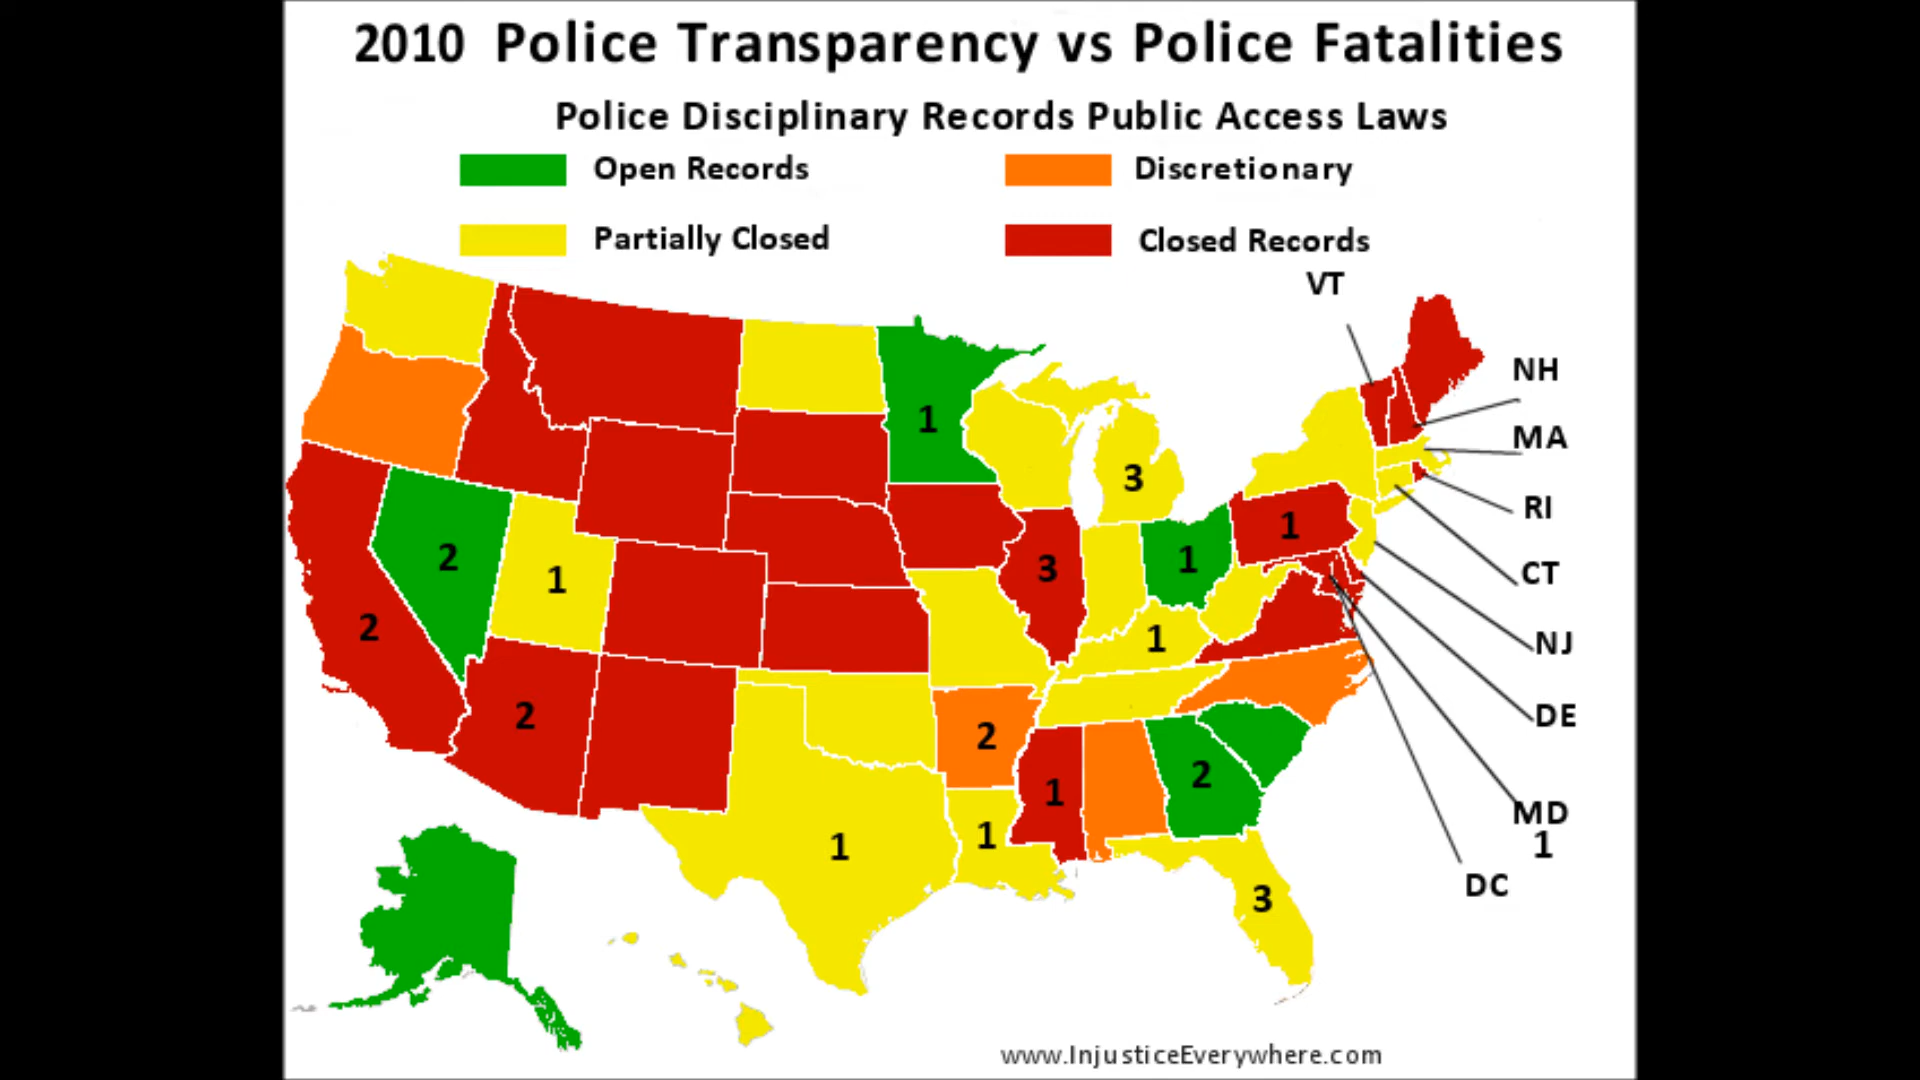 2010 Police Transparency vs Police Fatalities
Police Disciplinary Records Public Access Laws
Open Records
Discretionary
Partially Closed
Closed Records
VT
NH
1
MA
3
RI
1
2
1
3
1
CT
2
1
NJ
2
2
DE
2
1
MD
1
1
1
DC
3
www.InjusticeEverywhere.com